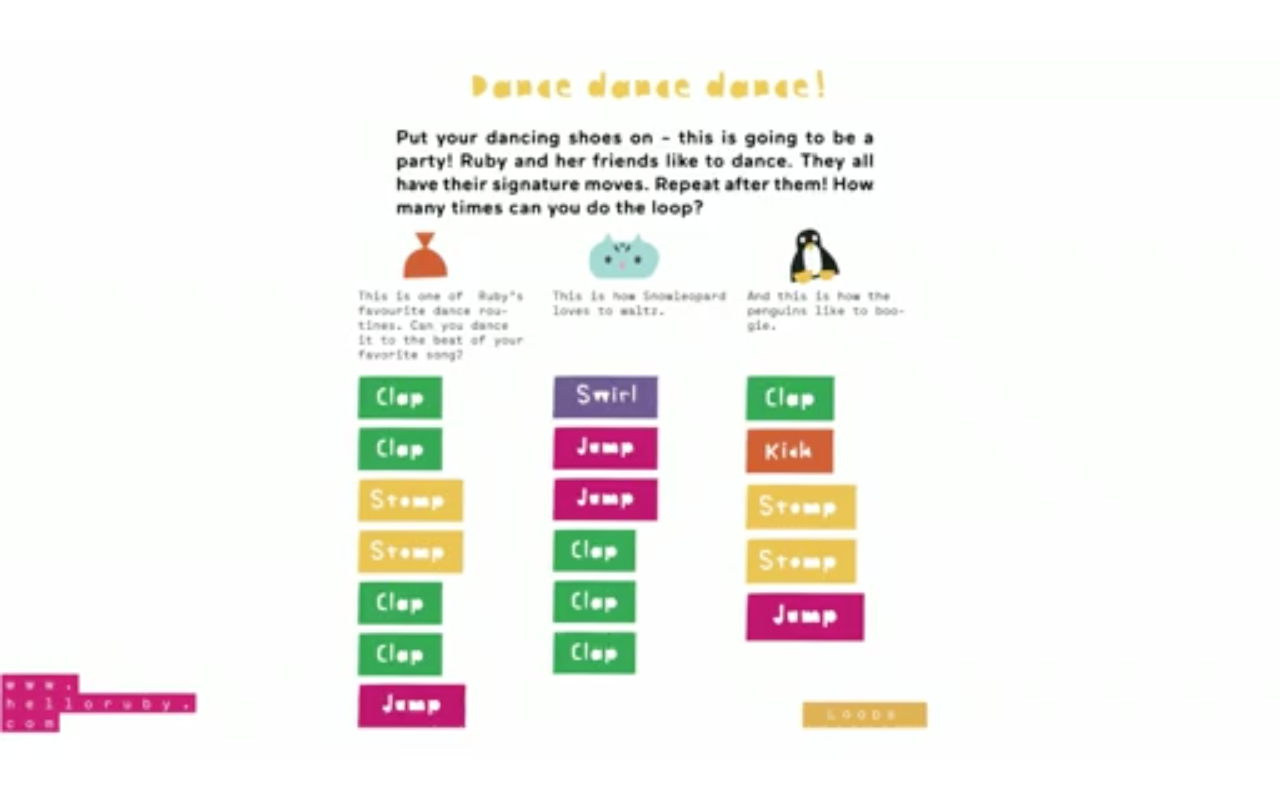 Dance dance dance!
Put your dancing shoes on - this is going to be a
party! Ruby and her friends like to dance. They all
have their signature moves. Repeat after them! How
many times can you do the loop?
This is one of Ruby's
favourite dance rou-
tines. Can you dance
it to the beat of your
favorite song?
Clap
Clap
Stomp
Stomp
Clap
Clap
Jump
This is how Snowleopard
loves to waltz.
Swirl
Jump
Jump
Clap
Clap
Clap
And this is how the
penguins like to boo-
gie.
Clap
Kick
Stomp
Stomp
Jump
www.
helloruby.
com
Loops